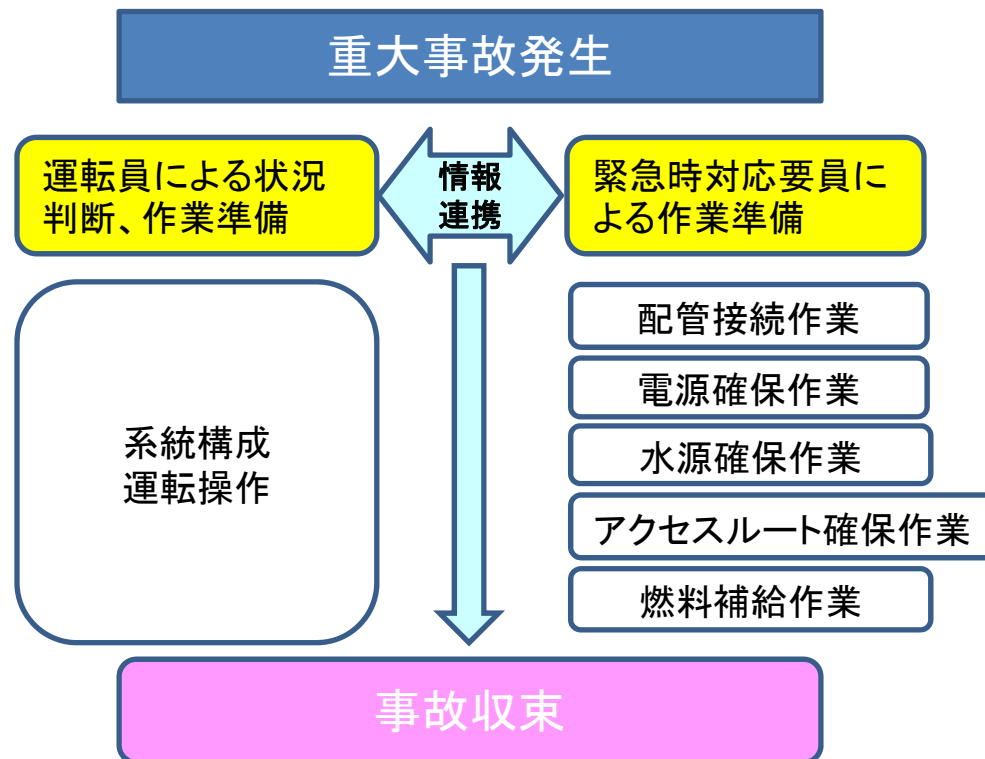 重大事故発生
運転員による状況
判断、作業準備
情報
連携
緊急時対応要員に
よる作業準備
系統構成
運転操作
配管接続作業
電源確保作業
水源確保作業
アクセスルート確保作業
燃料補給作業
事故収束